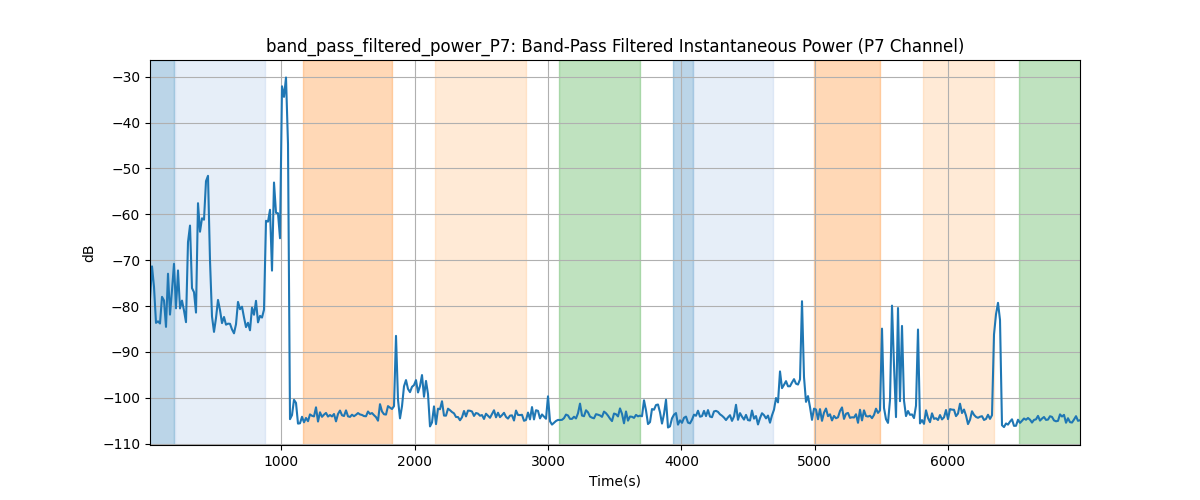 band_pass_filtered_power_P7: Band-Pass Filtered Instantaneous Power (P7 Channel)
−30
−40
−50
−60
−70
−80
−90
−100
−110
dB
1000 2000 3000 4000 5000 6000
Time(s)